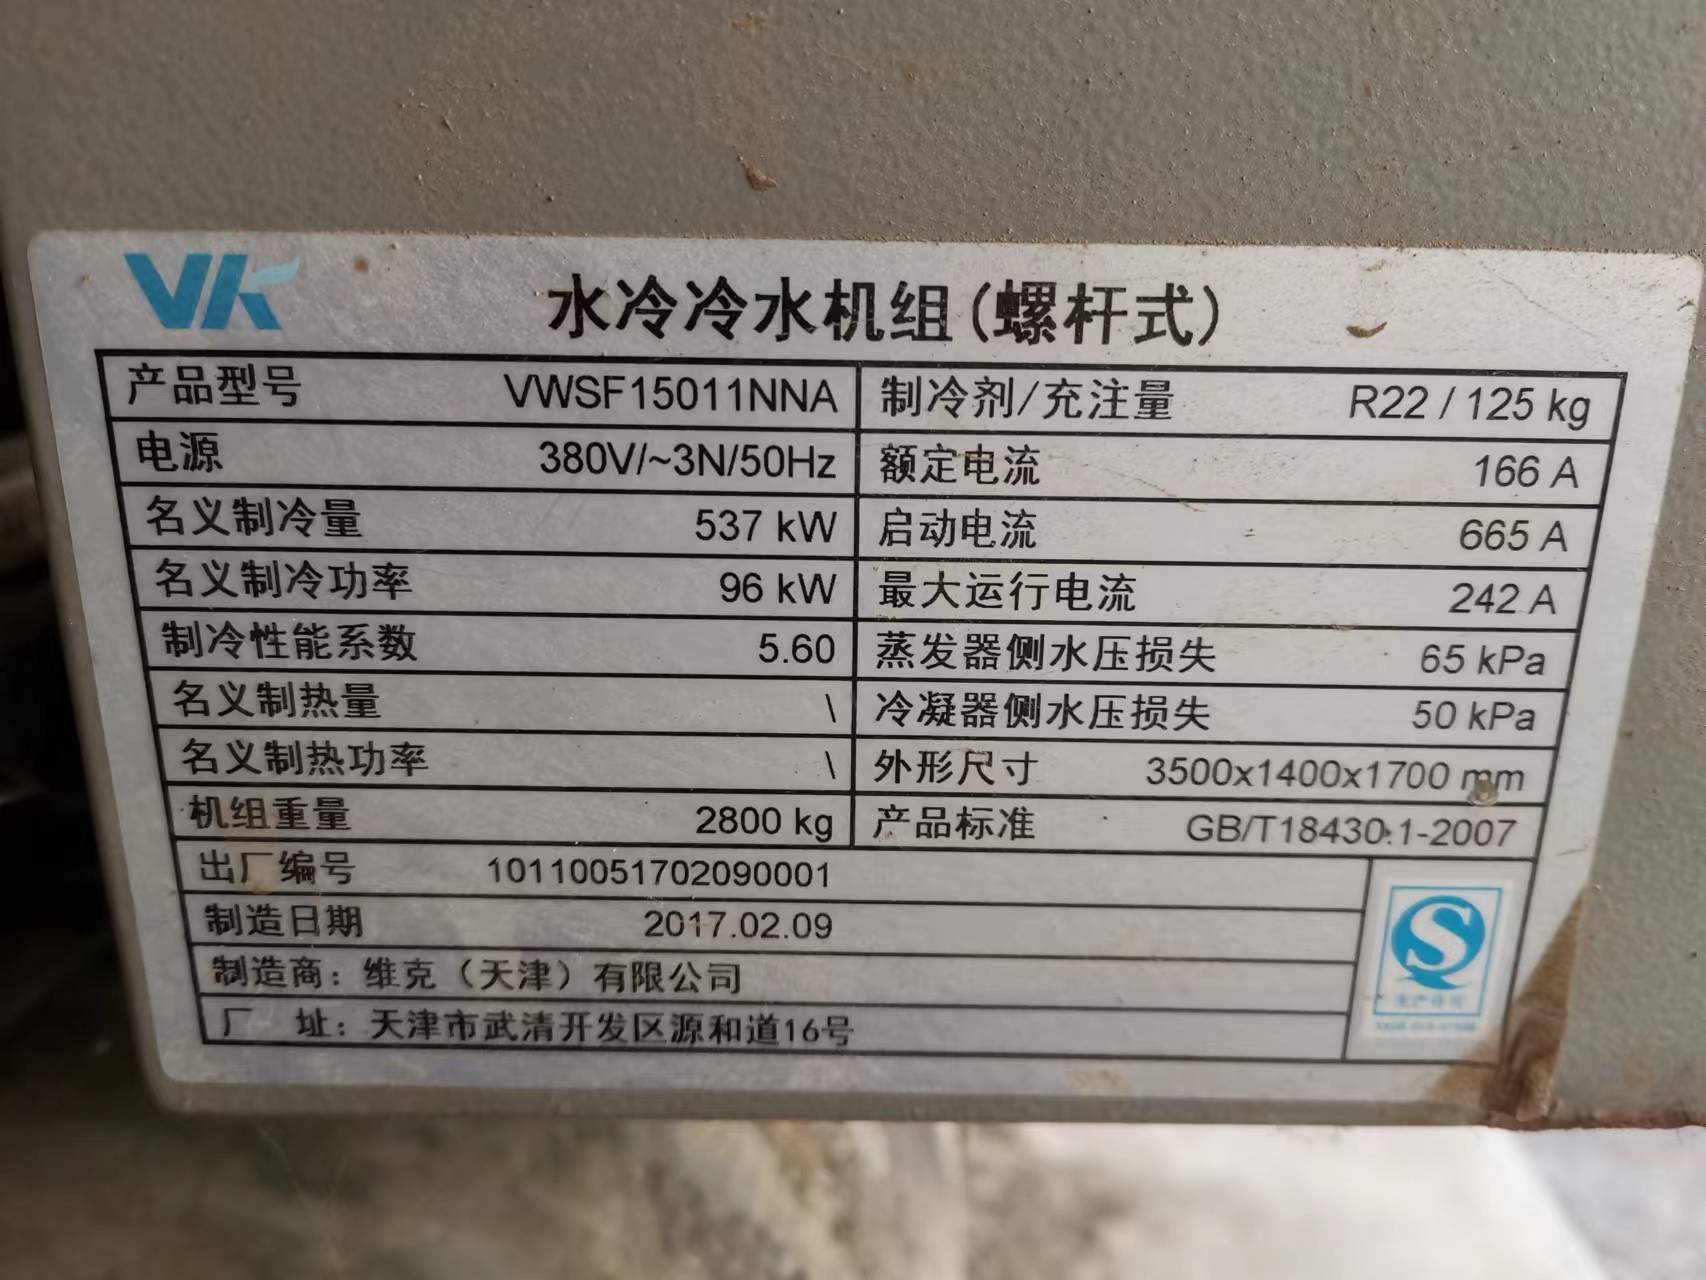 VK
水冷冷水机组(螺杆式)
产品型号 VWSF15011NNA 制冷剂/充注量 R22 / 125 kg
电源 380V/~3N/50Hz 额定电流 166 A
名义制冷量 537 kW 启动电流 665 A
名义制冷功率 96 kW 最大运行电流 242 A
制冷性能系数 5.60 蒸发器侧水压损失 65 kPa
名义制热量 \ 冷凝器侧水压损失 50 kPa
名义制热功率 \ 外形尺寸 3500x1400x1700 mm
机组重量 2800 kg 产品标准 GB/T18430.1-2007
出厂编号 10110051702090001
制造日期 2017.02.09
制造商：维克（天津）有限公司
厂 址：天津市武清开发区源和道16号
生产许可